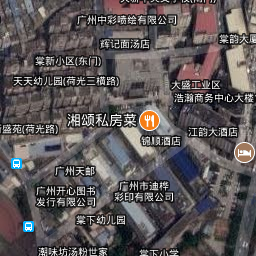 广州中彩喷绘有限公司
棠韵大
辉记面汤店
棠新小区(东门)
天天幼儿园(荷光三横路)
大盛工业区
浩瀚商务中心大楼
湘颂私房菜
盛苑(荷光路)
锦顺酒店
江韵大酒店
广州天邮
广州开心图书
发行有限公司
广州市迪桦
彩印有限公司
棠下幼儿园
潮味坊汤粉世家
棠下小学